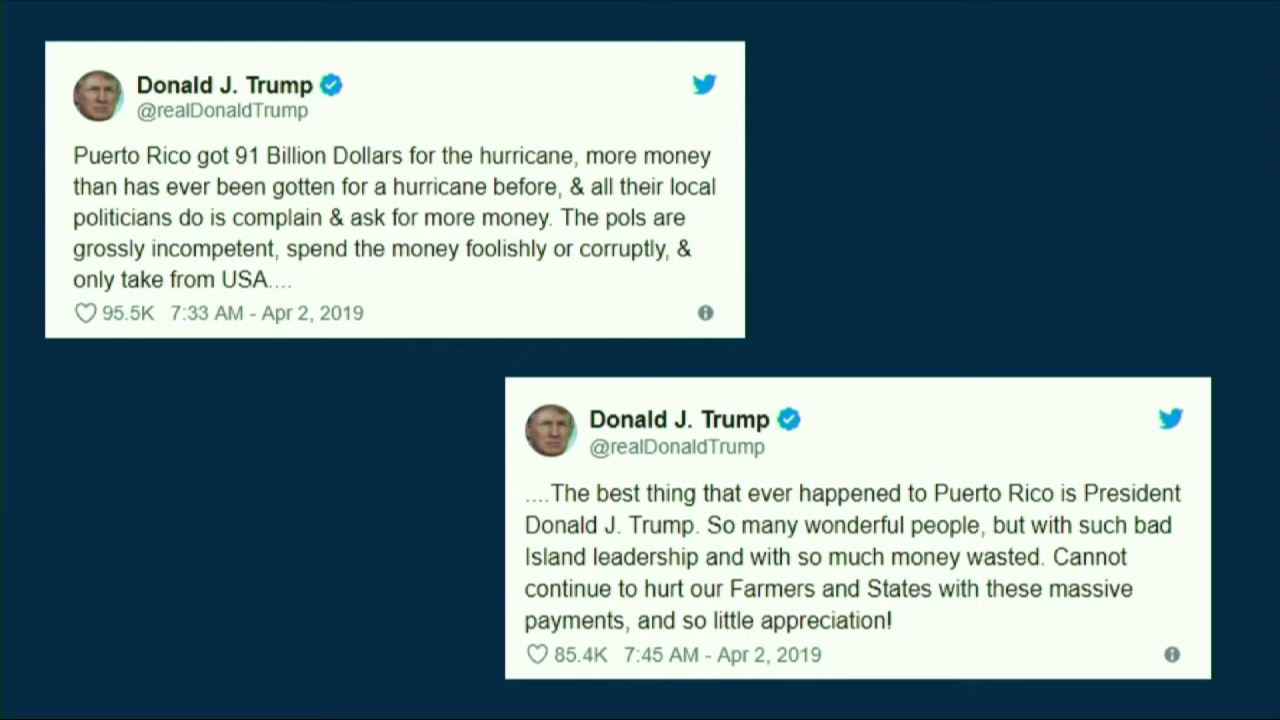 Donald J. Trump
@realDonaldTrump
Puerto Rico got 91 Billion Dollars for the hurricane, more money
than has ever been gotten for a hurricane before, & all their local
politicians do is complain & ask for more money. The pols are
grossly incompetent, spend the money foolishly or corruptly, &
only take from USA....
95.5K 7:33 AM - Apr 2, 2019
Donald J. Trump
@realDonaldTrump
....The best thing that ever happened to Puerto Rico is President
Donald J. Trump. So many wonderful people, but with such bad
Island leadership and with so much money wasted. Cannot
continue to hurt our Farmers and States with these massive
payments, and so little appreciation!
85.4K 7:45 AM - Apr 2, 2019